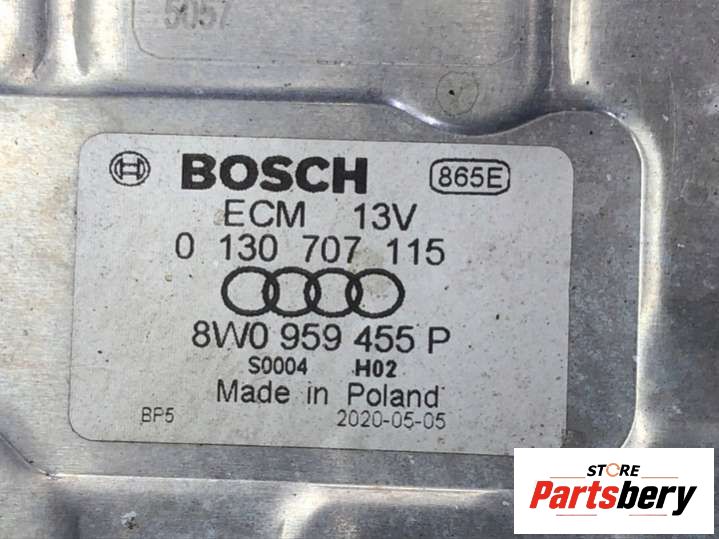 5057
BOSCH 865E
ECM 13V
0 130 707 115
8W0 959 455 P
S0004 H02
Made in Poland
BP5 2020-05-05
STORE
Partsbery